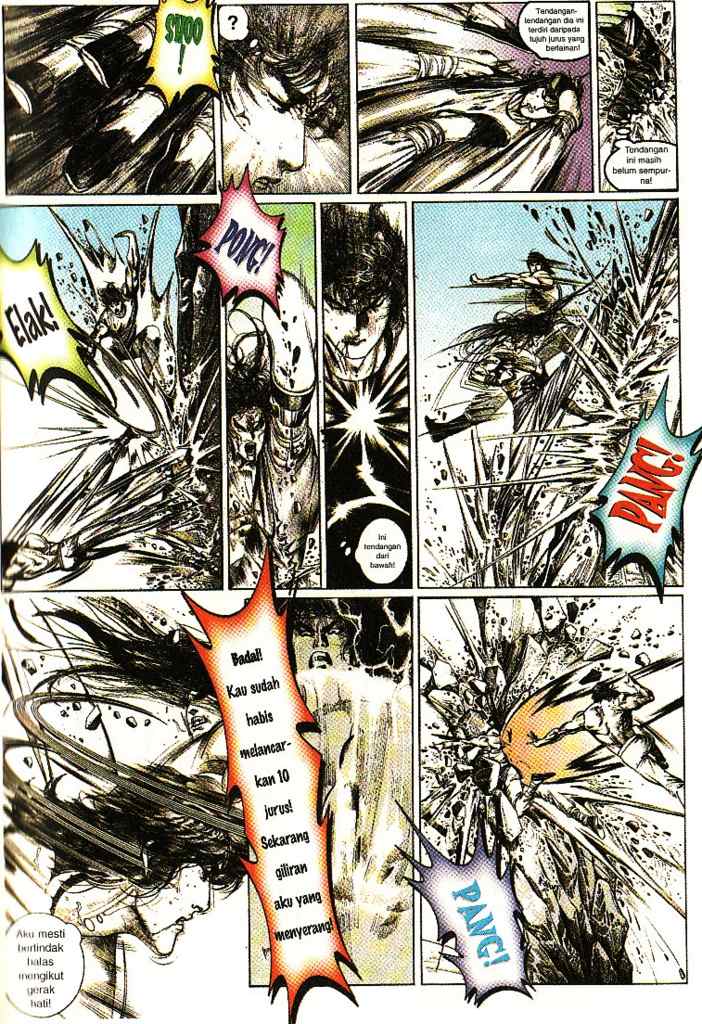 SWOO
!
?
Tendangan-
tendangan dia ini
terdiri daripada
tujuh jurus yang
berlainan!
Tendangan
ini masih
belum sempur-
na!
Elak!
PONG!
Ini
tendangan
dari
bawah!
PANG!
Badai!
Kau sudah
habis
melancar-
kan 10
jurus!
Sekarang
giliran
aku yang
menyerang!
PANG!
Aku mesti
bertindak
balas
mengikut
gerak
hati!